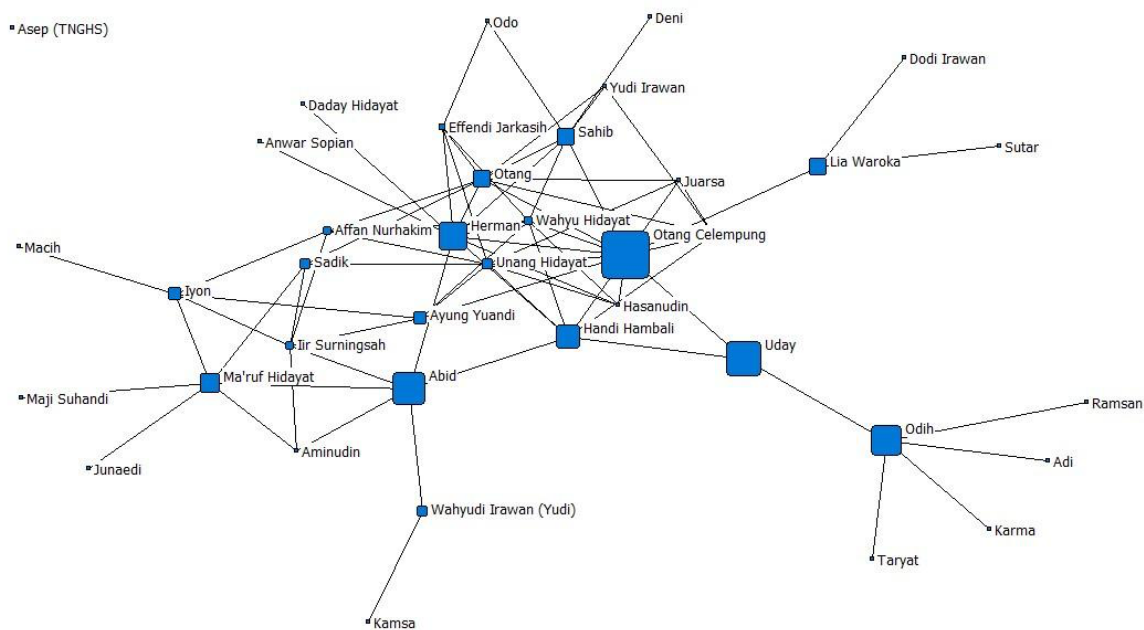 Asep (TNGHS)
Odo
Deni
Dodi Irawan
Yudi Irawan
Daday Hidayat
Effendi Jarkasih
Sahib
Anwar Sopian
Sutar
Lia Waroka
Otang
Juarsa
Wahyu Hidayat
Herman
Affan Nurhakim
Otang Celempung
Macih
Sadik
Unang Hidayat
Iyon
Hasanudin
Ayung Yuandi
Handi Hambali
Uday
Iir Surningsah
Abid
Ma'ruf Hidayat
Maji Suhandi
Ramsan
Odih
Aminudin
Adi
Junaedi
Wahyudi Irawan (Yudi)
Karma
Taryat
Kamsa